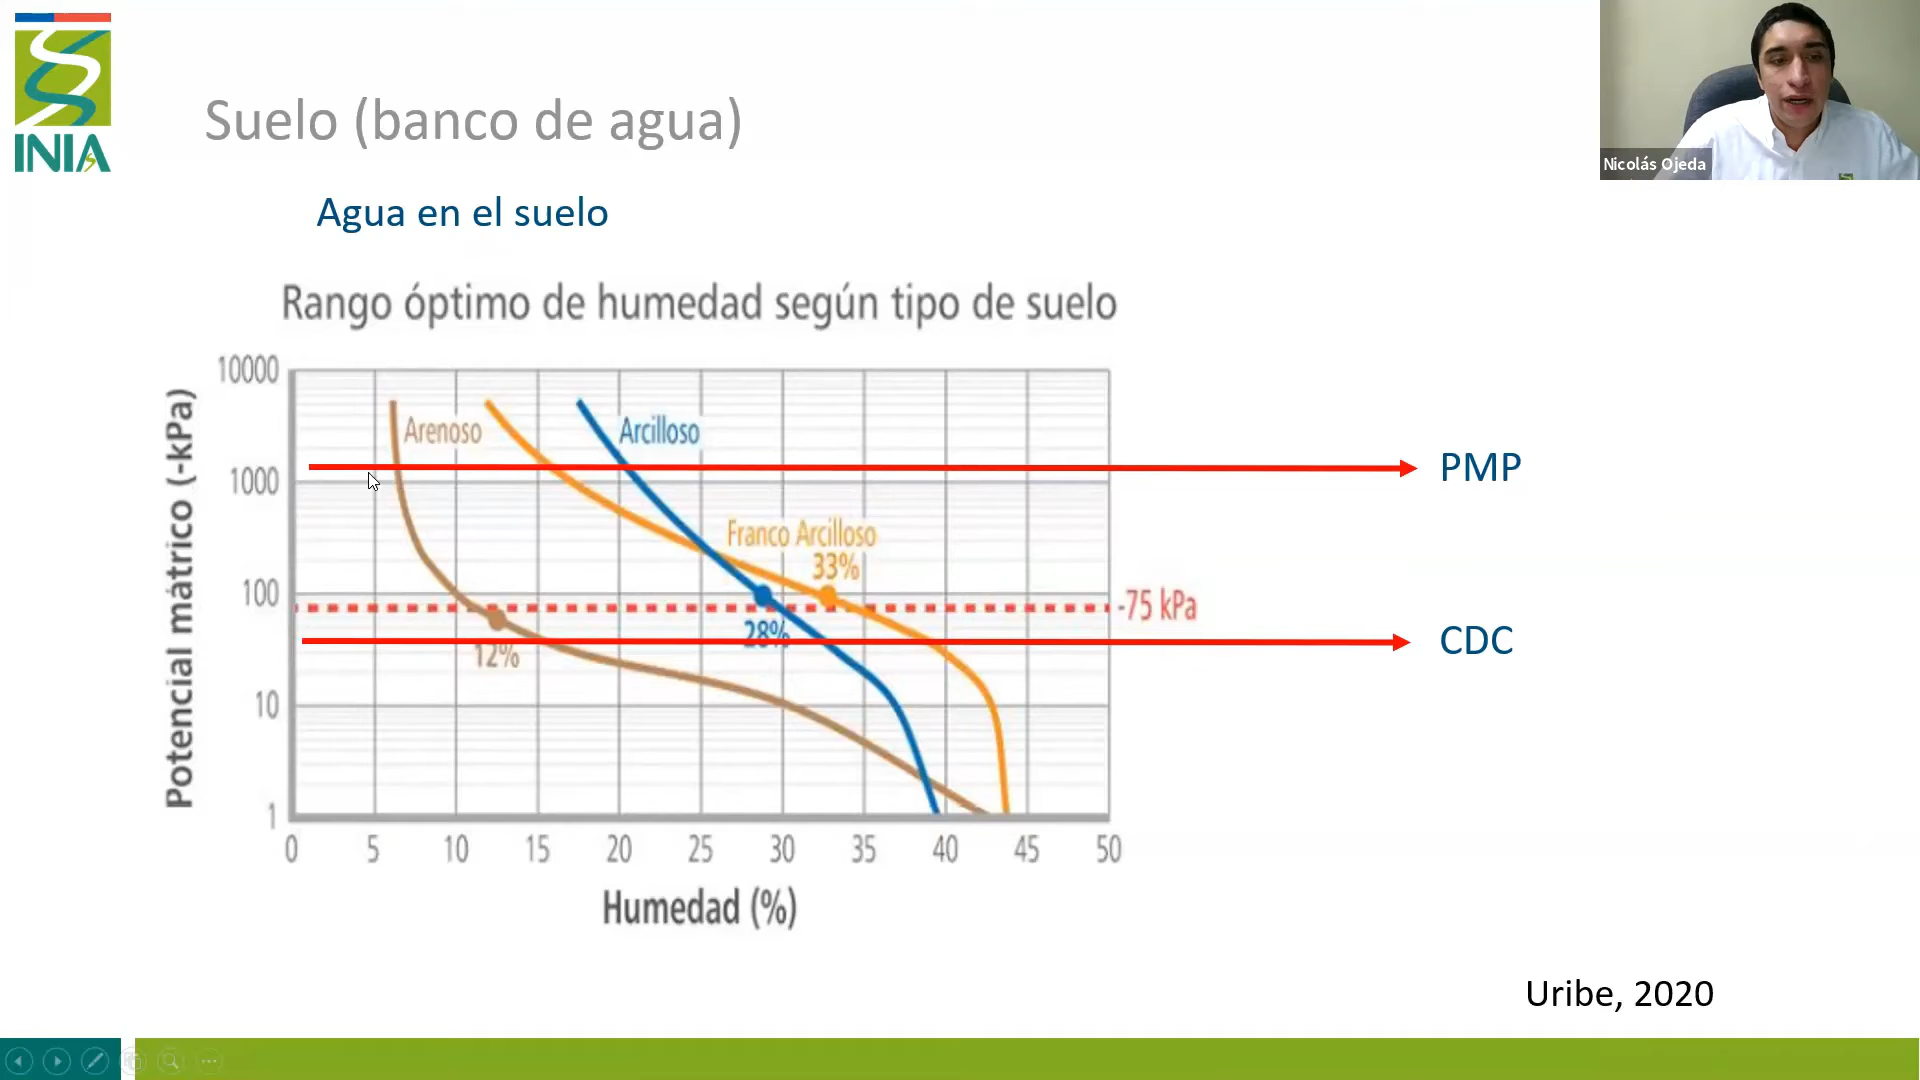 INIA
Suelo (banco de agua)
Nicolás Ojeda
Agua en el suelo
Rango óptimo de humedad según tipo de suelo
Potencial mátrico (-kPa)
10000
1000
100
10
1
Arenoso
Arcilloso
Franco Arcilloso
33%
28%
12%
-75 kPa
PMP
CDC
0 5 10 15 20 25 30 35 40 45 50
Humedad (%)
Uribe, 2020